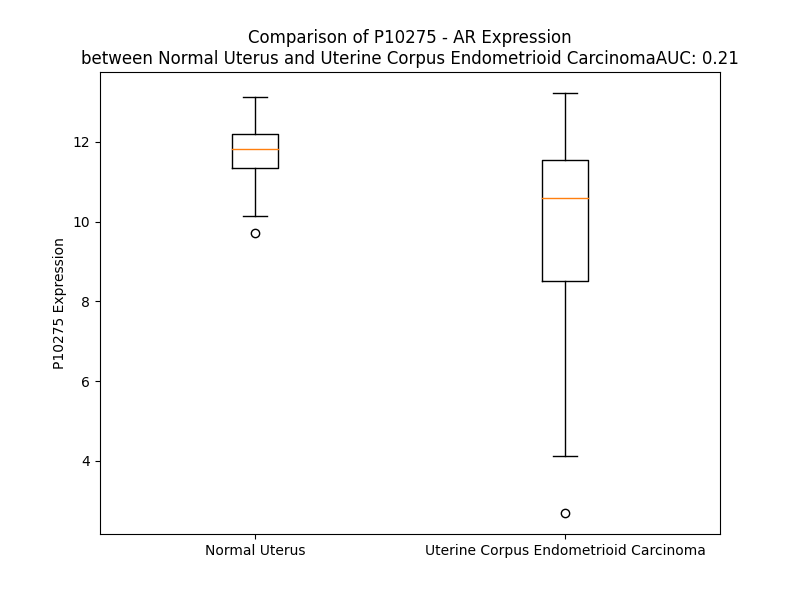 Comparison of P10275 - AR Expression
between Normal Uterus and Uterine Corpus Endometrioid CarcinomaAUC: 0.21
P10275 Expression
12
10
8
6
4
Normal Uterus
Uterine Corpus Endometrioid Carcinoma